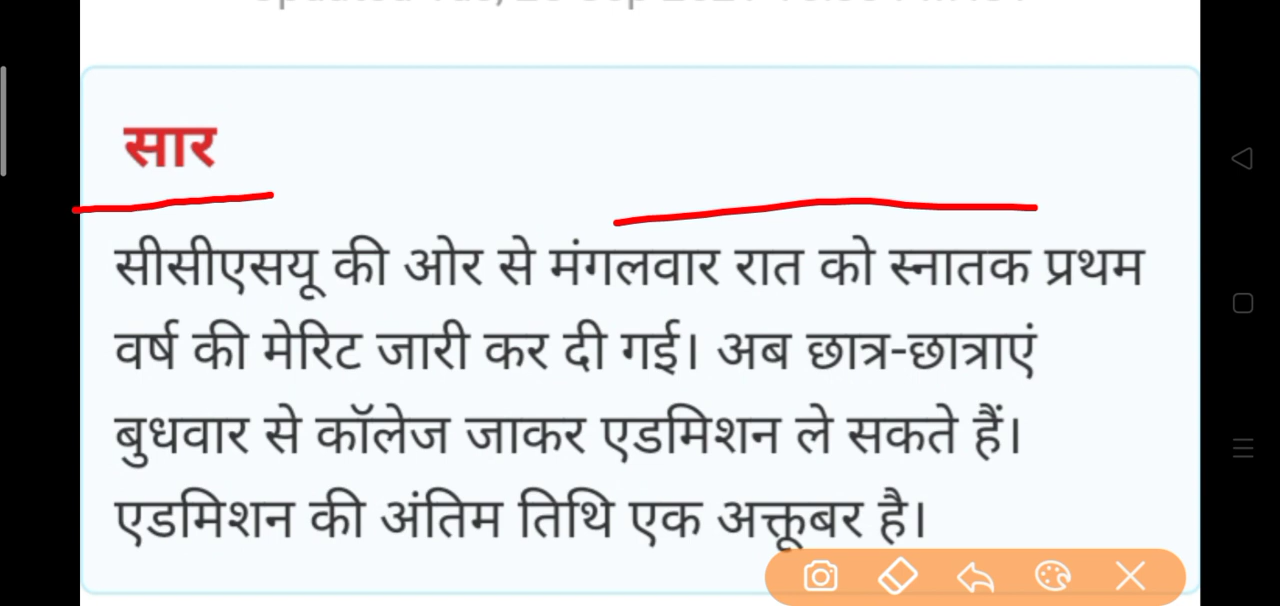 सार
सीसीएसयू की ओर से मंगलवार रात को स्नातक प्रथम
वर्ष की मेरिट जारी कर दी गई। अब छात्र-छात्राएं
बुधवार से कॉलेज जाकर एडमिशन ले सकते हैं।
एडमिशन की अंतिम तिथि एक अक्तूबर है।